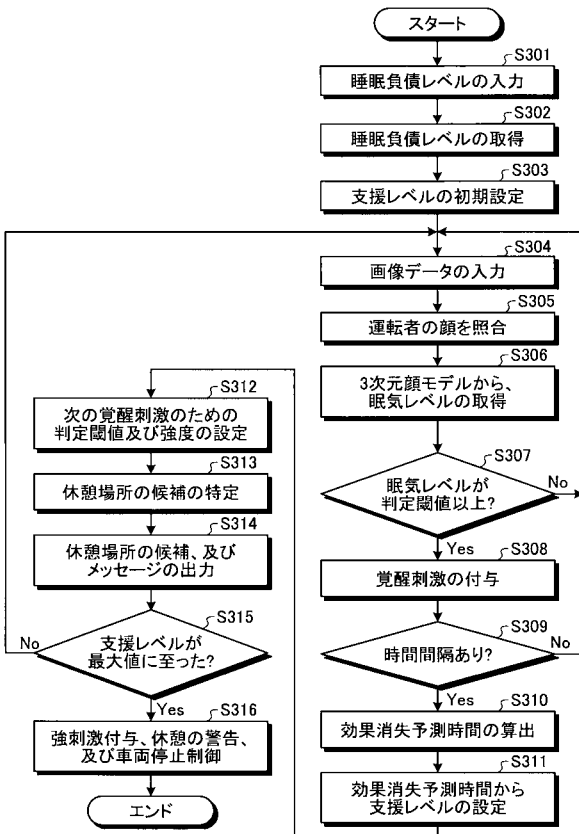 スタート
S301
睡眠負債レベルの入力
S302
睡眠負債レベルの取得
S303
支援レベルの初期設定
S304
画像データの入力
S305
運転者の顔を照合
S306
3次元顔モデルから、
眠気レベルの取得
S307
眠気レベルが
判定閾値以上?
No
Yes
S308
覚醒刺激の付与
S309
時間間隔あり?
No
Yes
S310
効果消失予測時間の算出
S311
効果消失予測時間から
支援レベルの設定
S312
次の覚醒刺激のための
判定閾値及び強度の設定
S313
休憩場所の候補の特定
S314
休憩場所の候補、及び
メッセージの出力
S315
支援レベルが
最大値に至った?
No
Yes
S316
強刺激付与、休憩の警告、
及び車両停止制御
エンド